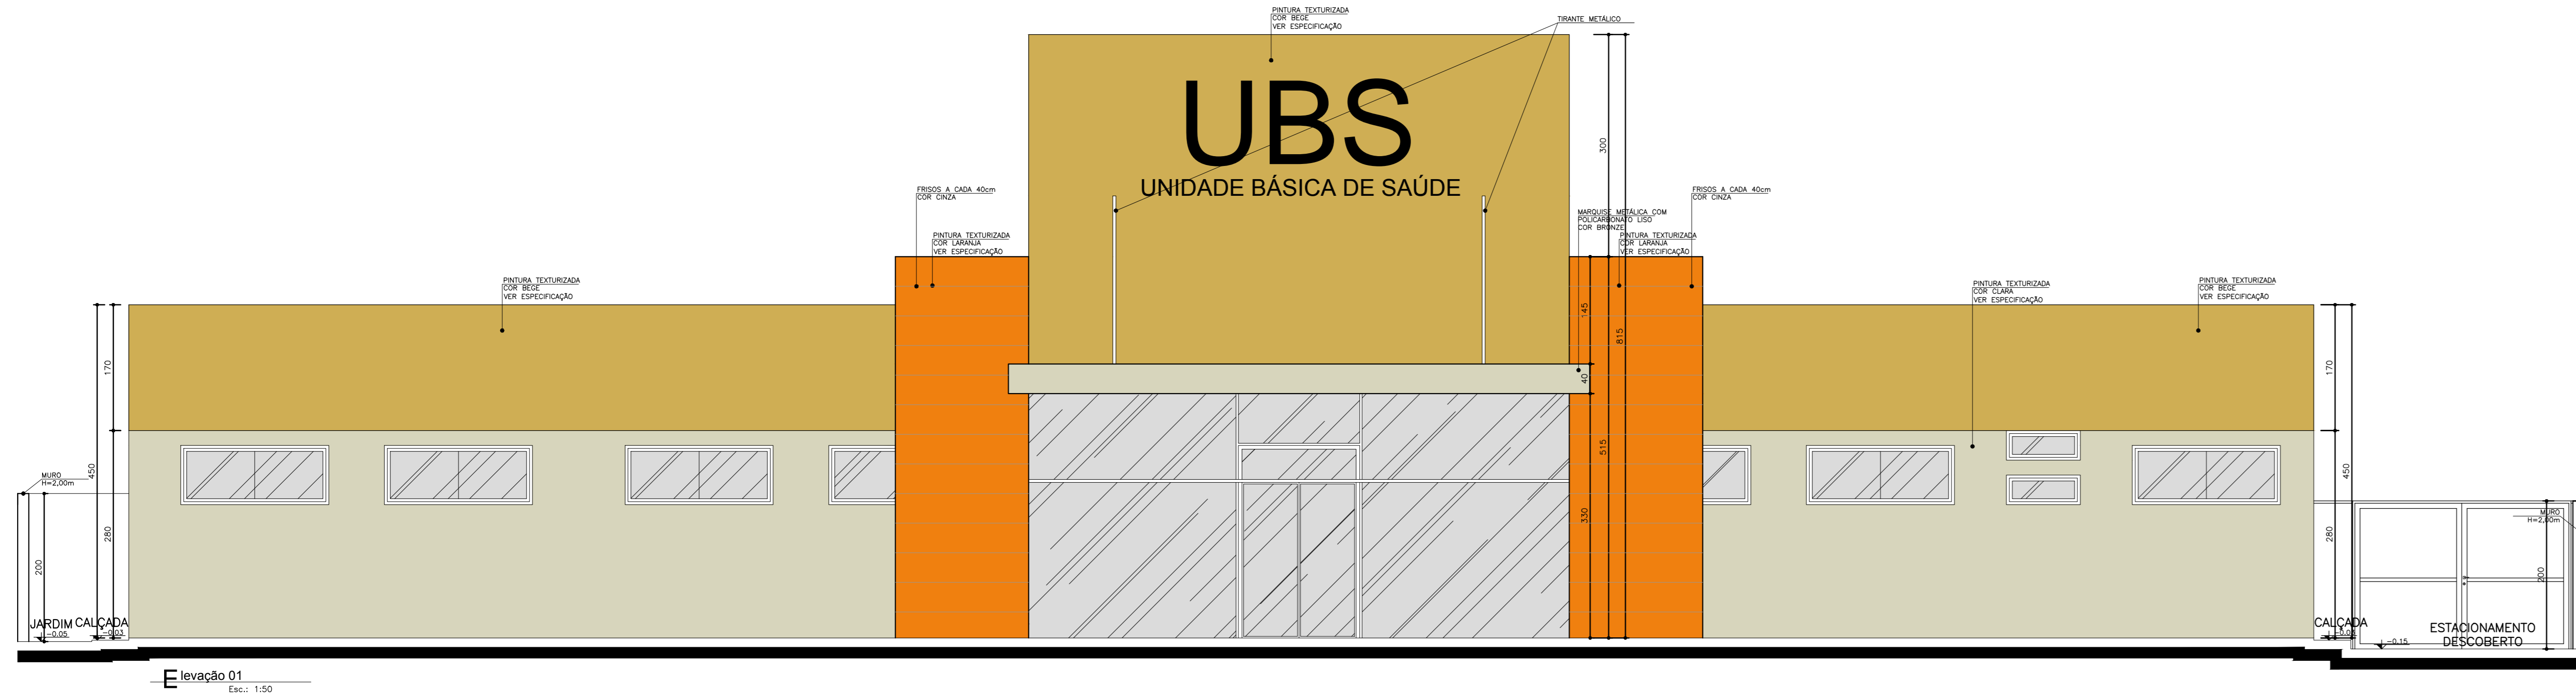 PINTURA TEXTURIZADA
COR BEGE
VER ESPECIFICAÇÃO
TIRANTE METÁLICO
UBS
UNIDADE BÁSICA DE SAÚDE
FRISOS A CADA 40cm
COR CINZA
PINTURA TEXTURIZADA
COR LARANJA
VER ESPECIFICAÇÃO
MARQUISE METÁLICA COM
POLICARBONATO LISO
COR BRONZE
FRISOS A CADA 40cm
COR CINZA
PINTURA TEXTURIZADA
COR LARANJA
VER ESPECIFICAÇÃO
PINTURA TEXTURIZADA
COR BEGE
VER ESPECIFICAÇÃO
PINTURA TEXTURIZADA
COR CLARA
VER ESPECIFICAÇÃO
PINTURA TEXTURIZADA
COR BEGE
VER ESPECIFICAÇÃO
300
815
145
40
515
330
170
450
280
170
450
280
MURO
H=2,00m
200
JARDIM
-0.05
CALÇADA
-0.03
CALÇADA
MURO
H=2,00m
200
-0.15
ESTACIONAMENTO
DESCOBERTO
Elevação 01
Esc.: 1:50